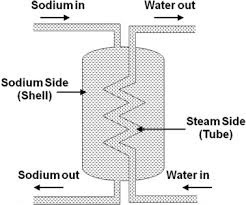 Sodium in
Water out
Sodium Side
(Shell)
Steam Side
(Tube)
Sodium out
Water in